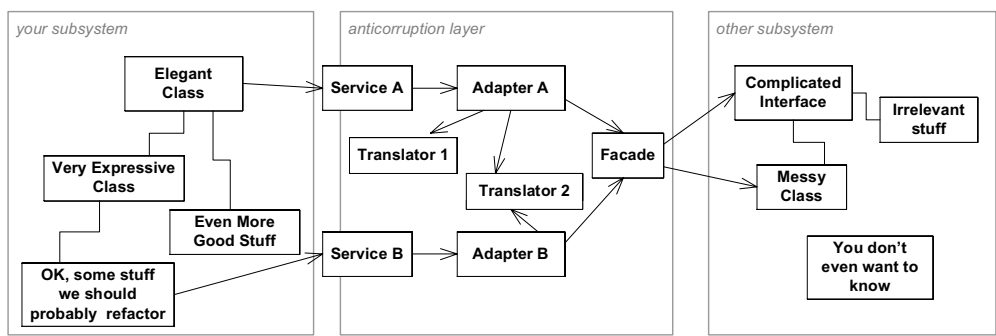 your subsystem
anticorruption layer
other subsystem
Elegant
Class
Service A
Adapter A
Complicated
Interface
Irrelevant
stuff
Translator 1
Facade
Very Expressive
Class
Translator 2
Messy
Class
Even More
Good Stuff
Service B
Adapter B
You don't
even want to
know
OK, some stuff
we should
probably refactor